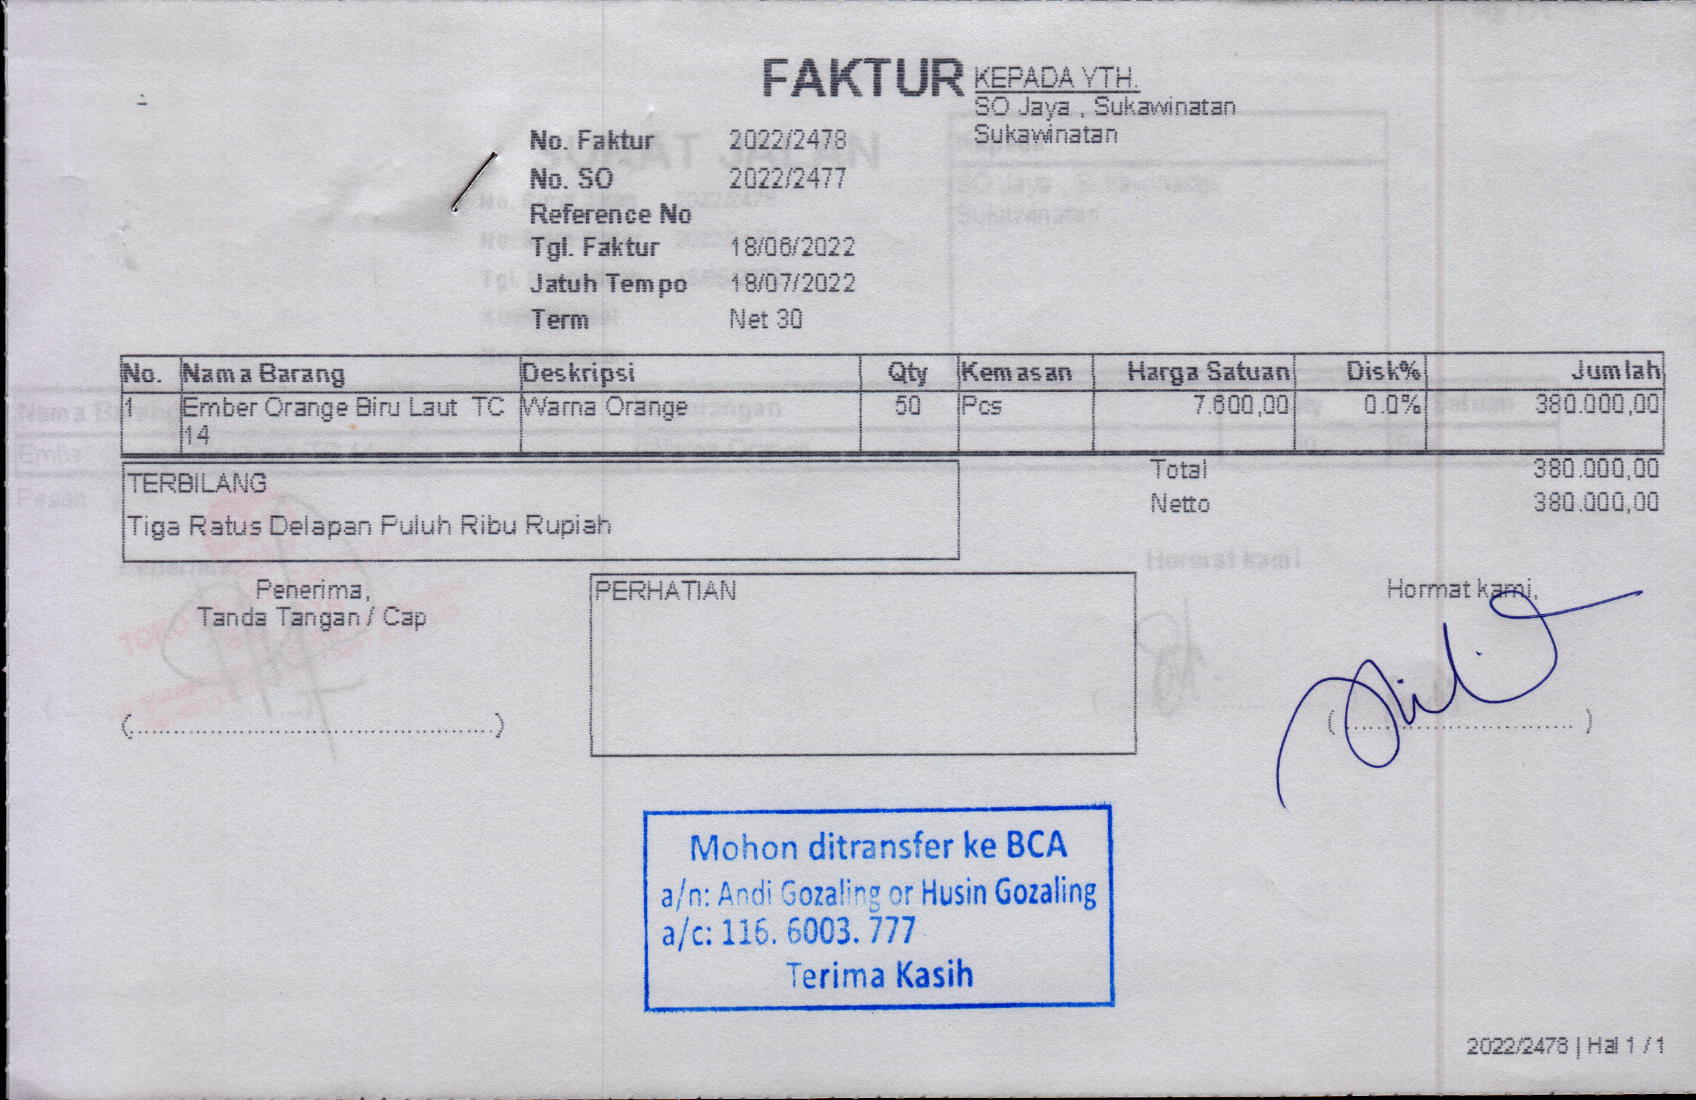 FAKTUR
KEPADA YTH.
SO Jaya , Sukawinatan
Sukawinatan
No. Faktur 2022/2478
No. SO 2022/2477
Reference No
Tgl. Faktur 18/06/2022
Jatuh Tempo 18/07/2022
Term Net 30
No. Nama Barang Deskripsi Qty Kemasan Harga Satuan Disk% Jumlah
1 Ember Orange Biru Laut TC Warna Orange 50 Pcs 7.600,00 0.0% 380.000,00
14
Total 380.000,00
Netto 380.000,00
TERBILANG
Tiga Ratus Delapan Puluh Ribu Rupiah
Penerima,
Tanda Tangan / Cap
(..........................................)
PERHATIAN
Hormat kami,
(............................)
Mohon ditransfer ke BCA
a/n: Andi Gozaling or Husin Gozaling
a/c: 116. 6003. 777
Terima Kasih
2022/2478 | Hal 1 / 1